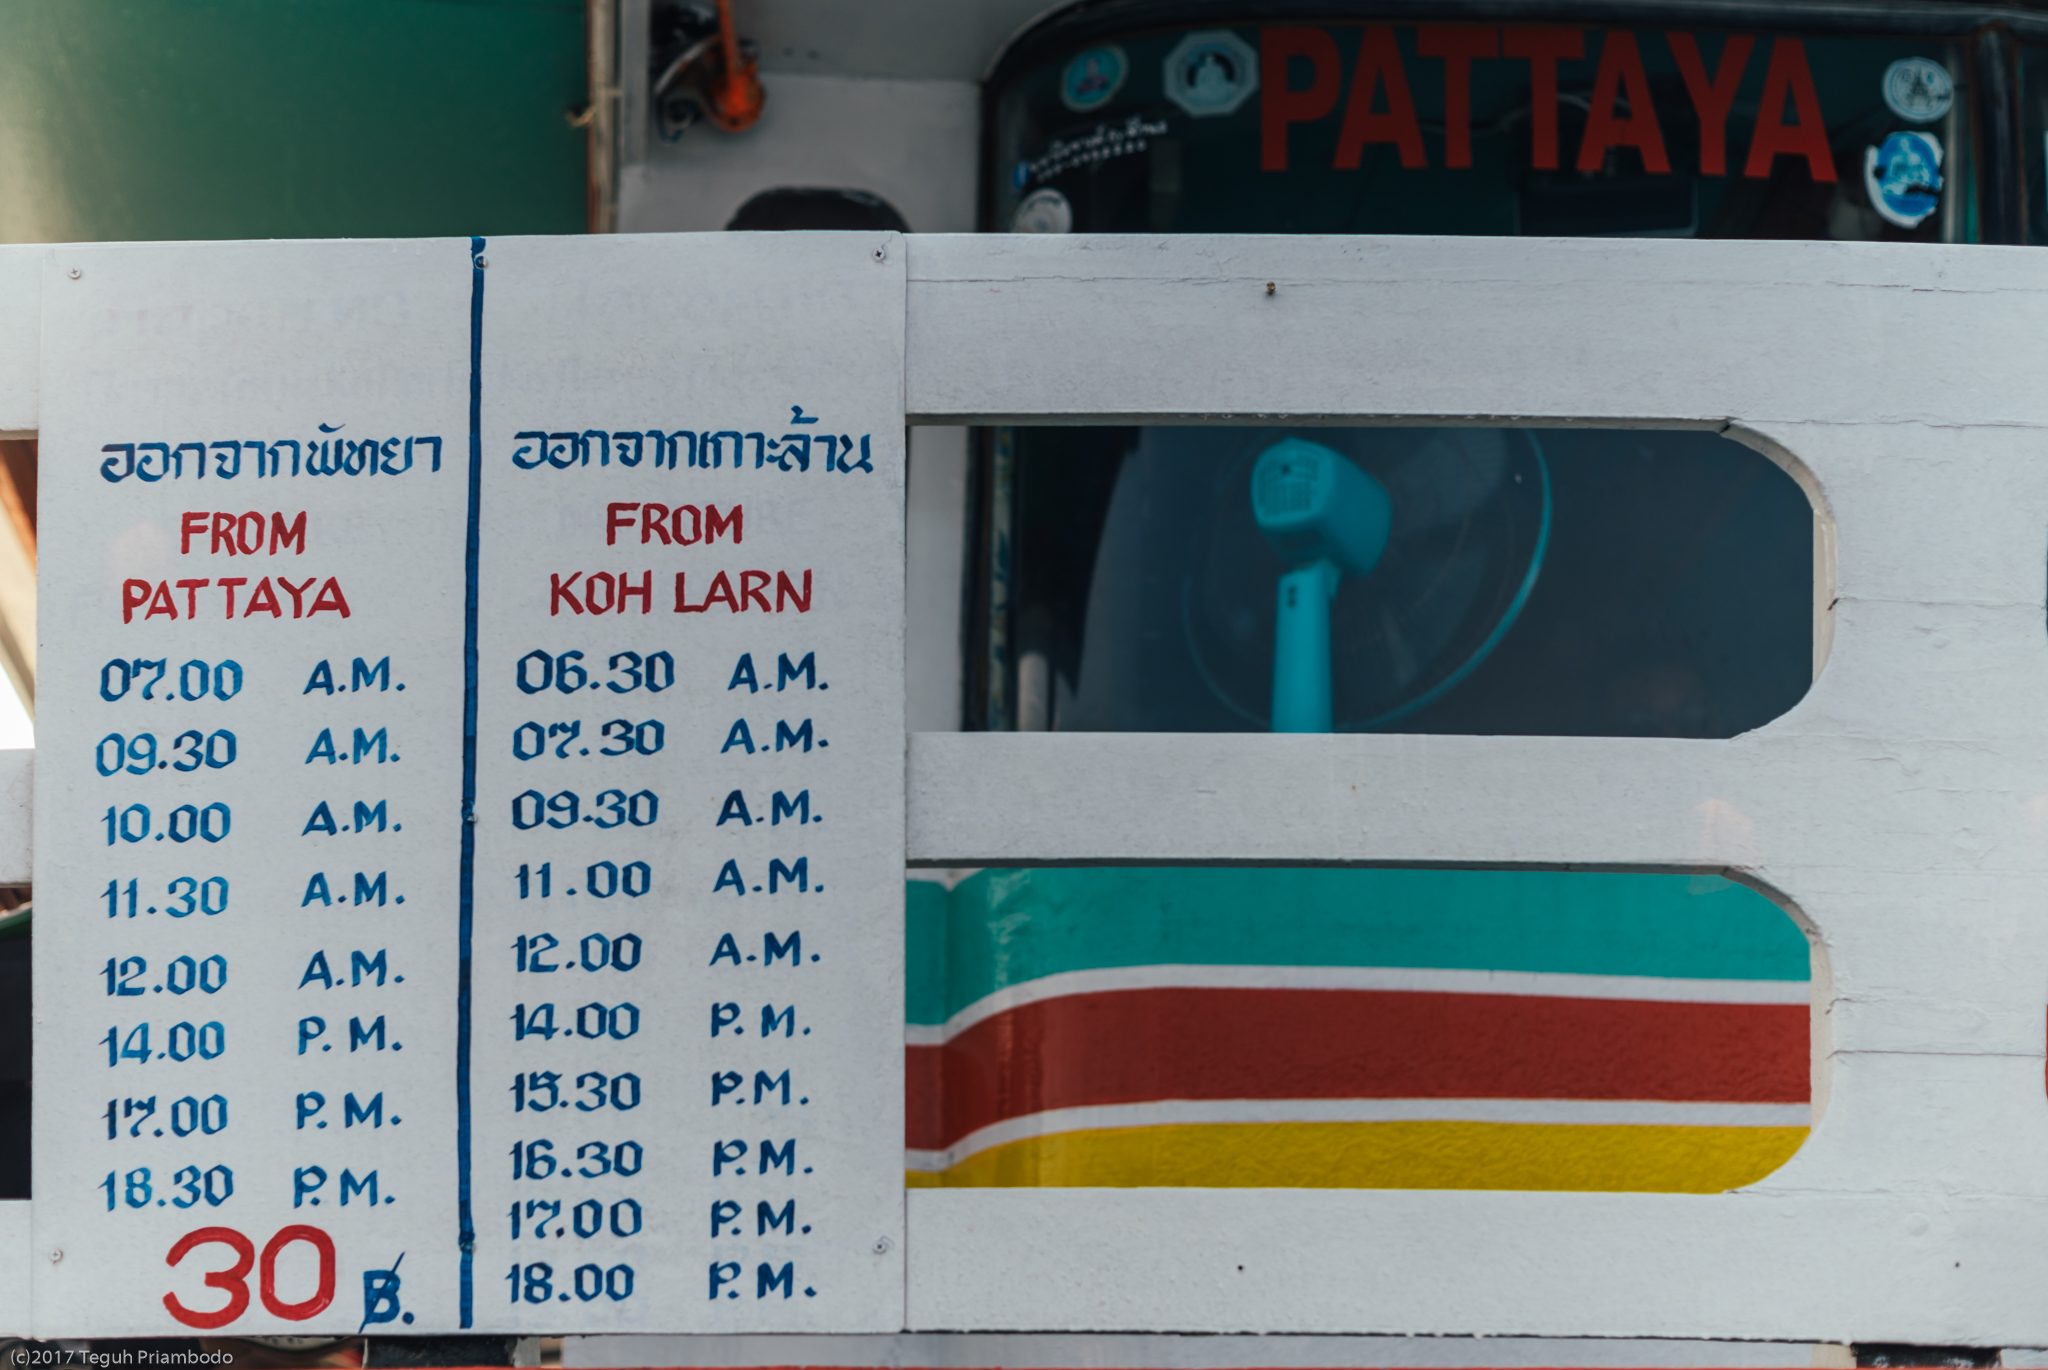 PATTAYA
ออกจากพัทยา
FROM
PATTAYA
07.00 A.M.
09.30 A.M.
10.00 A.M.
11.30 A.M.
12.00 A.M.
14.00 P.M.
17.00 P.M.
18.30 P.M.
30 ฿.
ออกจากเกาะล้าน
FROM
KOH LARN
06.30 A.M.
07.30 A.M.
09.30 A.M.
11.00 A.M.
12.00 A.M.
14.00 P.M.
15.30 P.M.
16.30 P.M.
17.00 P.M.
18.00 P.M.
(c)2017 Teguh Priambodo